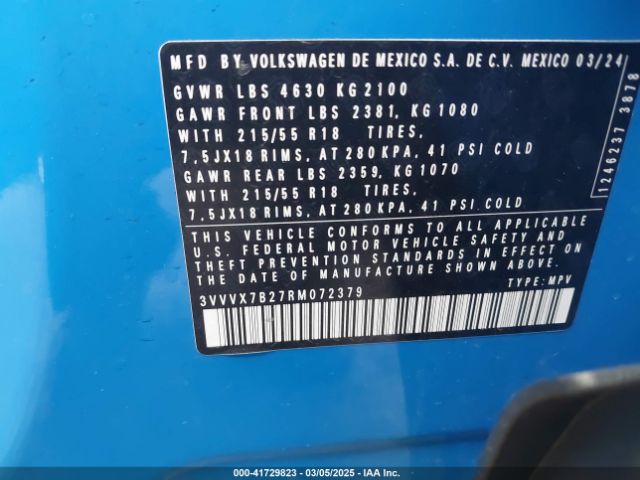 MFD BY VOLKSWAGEN DE MEXICO S.A. DE C.V. MEXICO 03/24
GVWR LBS 4630 KG 2100
GAWR FRONT LBS 2381, KG 1080
WITH 215/55 R18 TIRES,
7,5JX18 RIMS, AT 280 KPA, 41 PSI COLD
GAWR REAR LBS 2359, KG 1070
WITH 215/55 R18 TIRES,
7,5JX18 RIMS, AT 280 KPA, 41 PSI COLD
THIS VEHICLE CONFORMS TO ALL APPLICABLE
U.S. FEDERAL MOTOR VEHICLE SAFETY AND
THEFT PREVENTION STANDARDS IN EFFECT ON
THE DATE OF MANUFACTURE SHOWN ABOVE.
3VVVX7B27RM072379 TYPE: MPV
1246237 3878
000-41729823 // 03/05/2025 - IAAI.COM